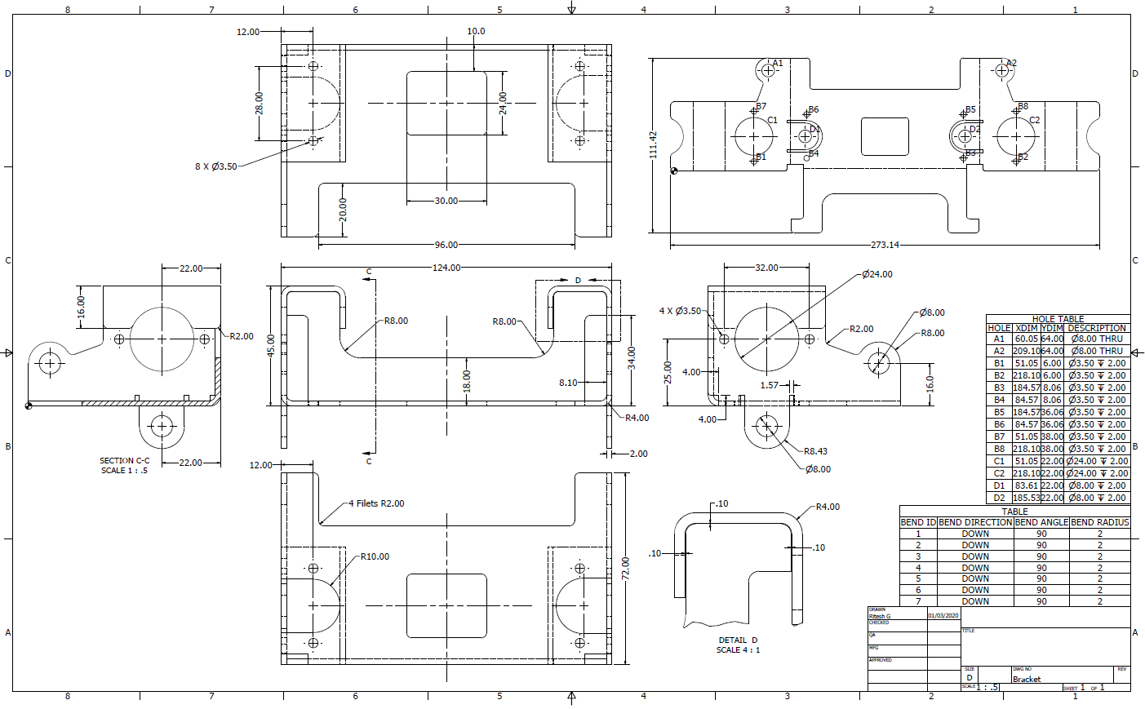 8 7 6 5 4 3 2 1
D D
C C
B B
A A
12.00
10.0
28.00
24.00
8 X Ø3.50
30.00
20.00
96.00
A1 A2
B7 B6 B5 B8
C1 D1 D2 C2
B1 B4 B3 B2
111.42
273.14
22.00
16.00
R2.00
SECTION C-C
SCALE 1 : .5
22.00
124.00
C
D
R8.00
R8.00
45.00
34.00
18.00
8.10
R4.00
2.00
C
32.00
Ø24.00
4 X Ø3.50
Ø8.00
R2.00
R8.00
25.00
4.00
1.57
16.0
4.00
R8.43
Ø8.00
HOLE TABLE
HOLE XDIM YDIM DESCRIPTION
A1 60.05 64.00 Ø8.00 THRU
A2 209.10 64.00 Ø8.00 THRU
B1 51.05 6.00 Ø3.50 ↧ 2.00
B2 218.10 6.00 Ø3.50 ↧ 2.00
B3 184.57 8.06 Ø3.50 ↧ 2.00
B4 84.57 8.06 Ø3.50 ↧ 2.00
B5 184.57 36.06 Ø3.50 ↧ 2.00
B6 84.57 36.06 Ø3.50 ↧ 2.00
B7 51.05 38.00 Ø3.50 ↧ 2.00
B8 218.10 38.00 Ø3.50 ↧ 2.00
C1 51.05 22.00 Ø24.00 ↧ 2.00
C2 218.10 22.00 Ø24.00 ↧ 2.00
D1 83.61 22.00 Ø8.00 ↧ 2.00
D2 185.53 22.00 Ø8.00 ↧ 2.00
12.00
4 Filets R2.00
R10.00
72.00
.10
R4.00
.10
.10
DETAIL D
SCALE 4 : 1
TABLE
BEND ID BEND DIRECTION BEND ANGLE BEND RADIUS
1 DOWN 90 2
2 DOWN 90 2
3 DOWN 90 2
4 DOWN 90 2
5 DOWN 90 2
6 DOWN 90 2
7 DOWN 90 2
DRAWN
Ritesh G 01/03/2020
CHECKED
QA
MFG
APPROVED
TITLE
SIZE
D
DWG NO
Bracket
REV
SCALE 1 : .5
SHEET 1 OF 1
8 7 6 5 4 3 2 1